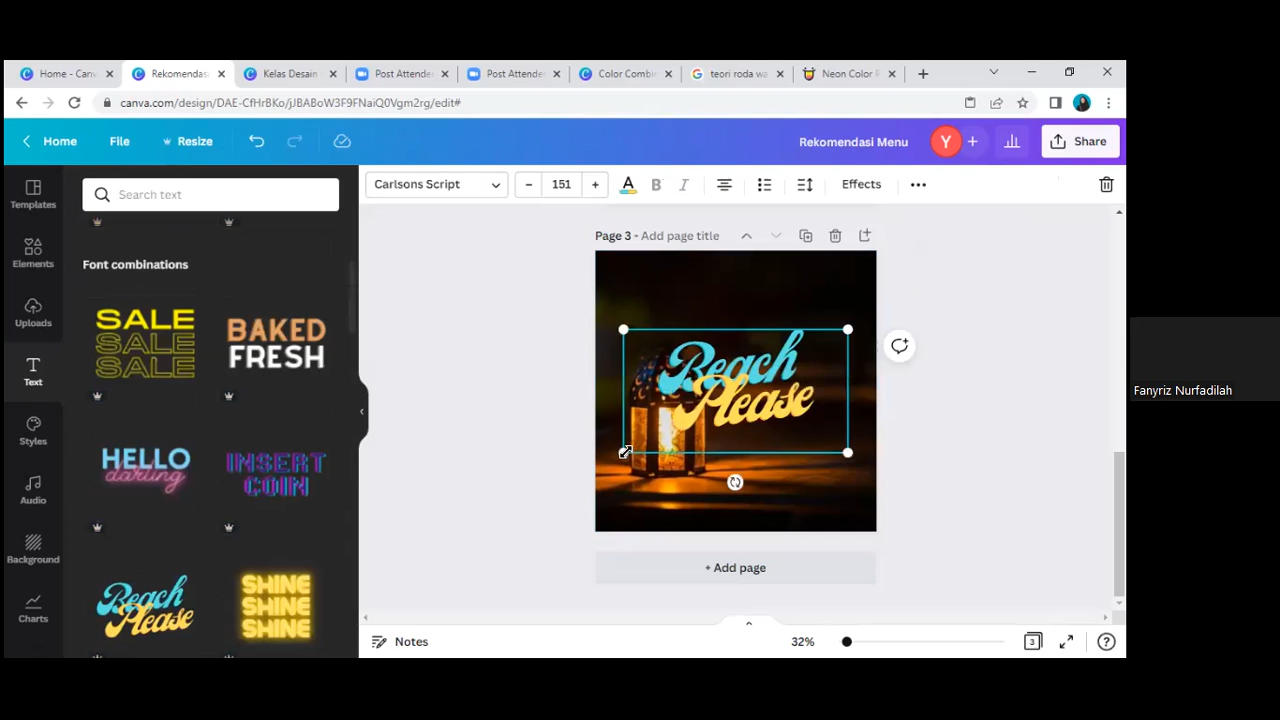 Home - Canv
Rekomendas
Kelas Desain
Post Attende
Post Attende
Color Combi
teori roda wa
Neon Color
canva.com/design/DAE-CfHrBKo/jJBABoW3F9FNaiQ0Vgm2rg/edit#
Home
File
Resize
Rekomendasi Menu
Y
Share
Templates
Elements
Uploads
Text
Styles
Audio
Background
Charts
Search text
Font combinations
SALE
SALE
SALE
BAKED
FRESH
HELLO
darling
INSERT
COIN
Beach
Please
SHINE
SHINE
SHINE
Carlsons Script
151
A
B
I
Effects
Page 3 - Add page title
Beach
Please
+ Add page
Notes
32%
3
Fanyriz Nurfadilah